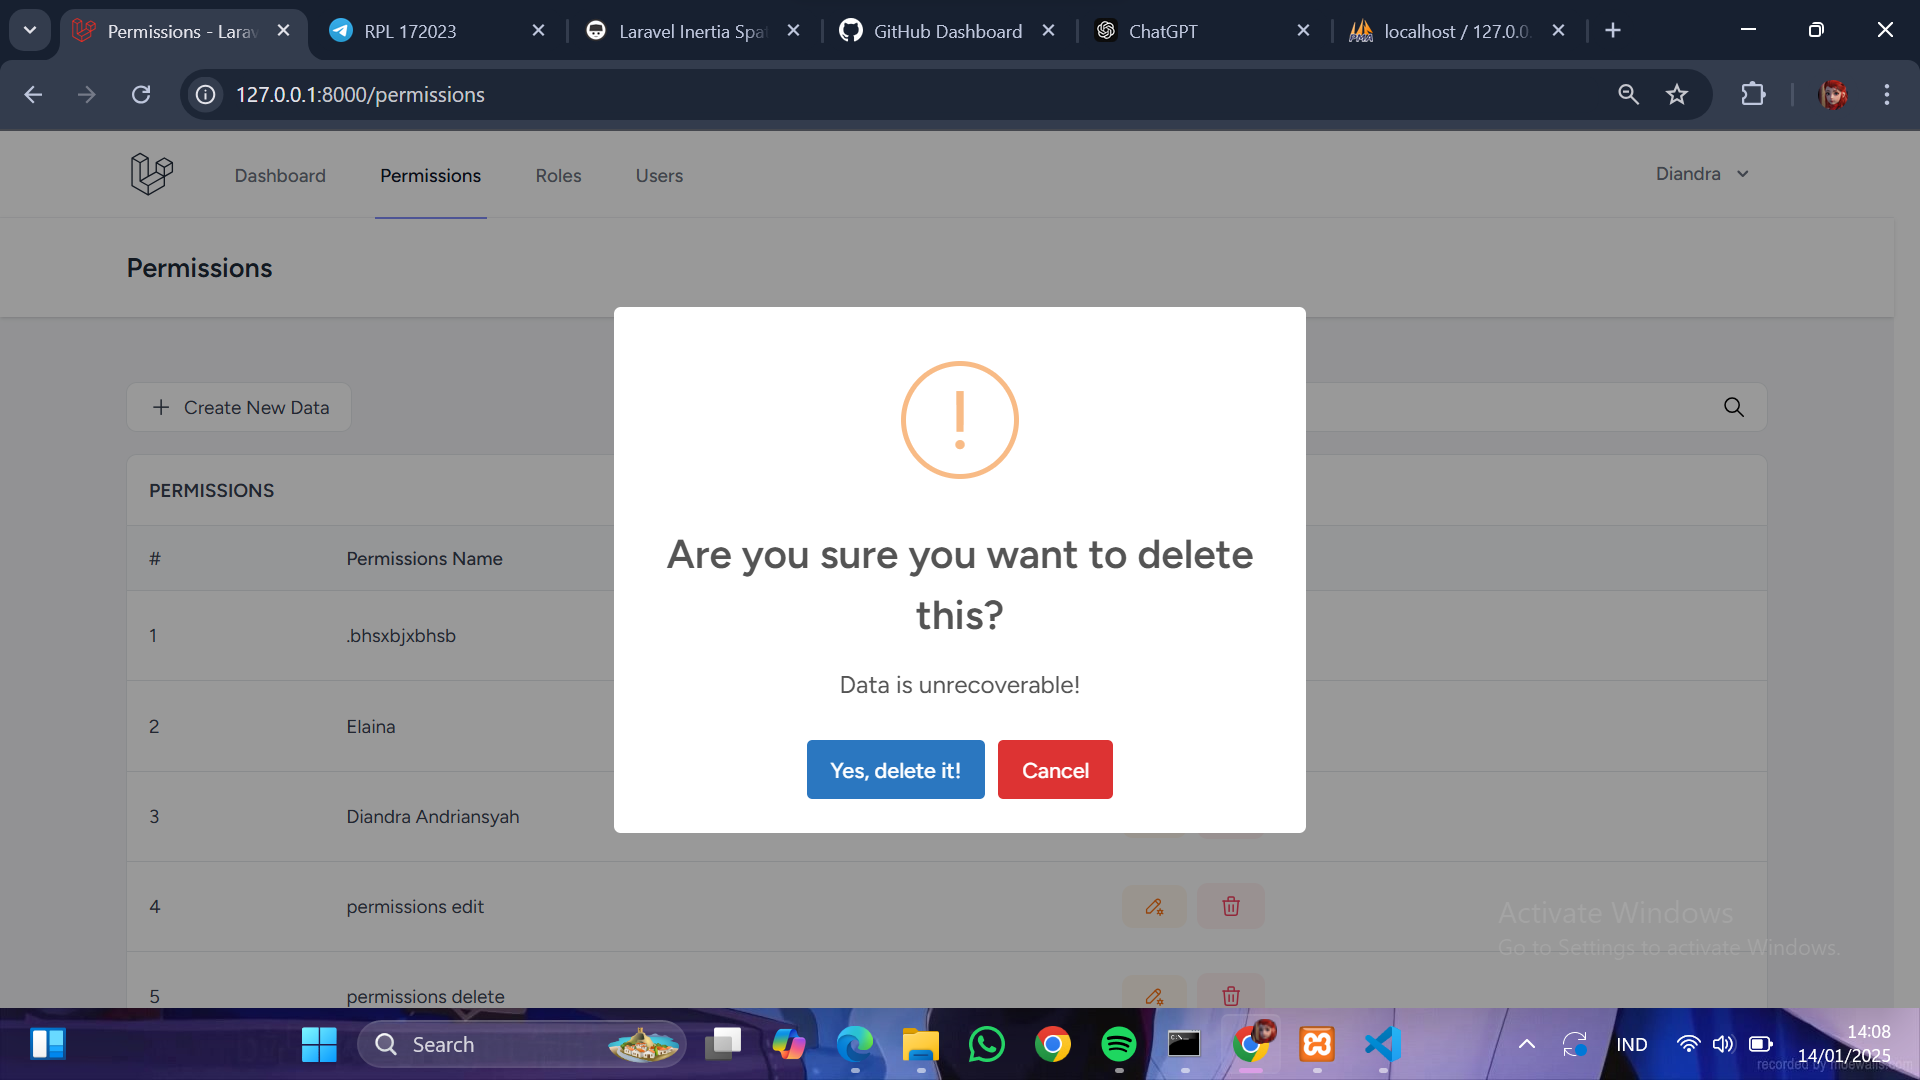 Permissions - Larav
RPL 172023
Laravel Inertia Spat
GitHub Dashboard
ChatGPT
localhost / 127.0.0.
127.0.0.1:8000/permissions
Dashboard
Permissions
Roles
Users
Diandra
Permissions
+ Create New Data
PERMISSIONS
# Permissions Name
1 .bhsxbjxbhsb
2 Elaina
3 Diandra Andriansyah
4 permissions edit
5 permissions delete
!
Are you sure you want to delete
this?
Data is unrecoverable!
Yes, delete it!
Cancel
Activate Windows
Go to Settings to activate Windows.
Search
IND
14:08
14/01/2025